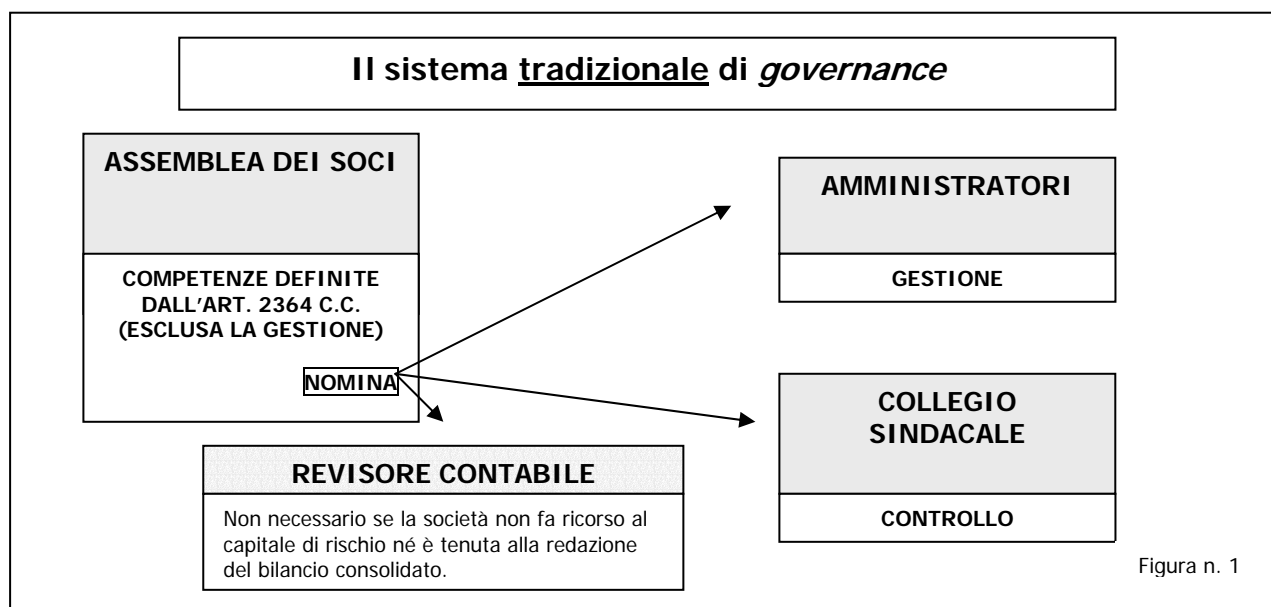 Il sistema tradizionale di governance
ASSEMBLEA DEI SOCI
COMPETENZE DEFINITE
DALL'ART. 2364 C.C.
(ESCLUSA LA GESTIONE)
NOMINA
AMMINISTRATORI
GESTIONE
COLLEGIO
SINDACALE
CONTROLLO
REVISORE CONTABILE
Non necessario se la società non fa ricorso al
capitale di rischio né è tenuta alla redazione
del bilancio consolidato.
Figura n. 1